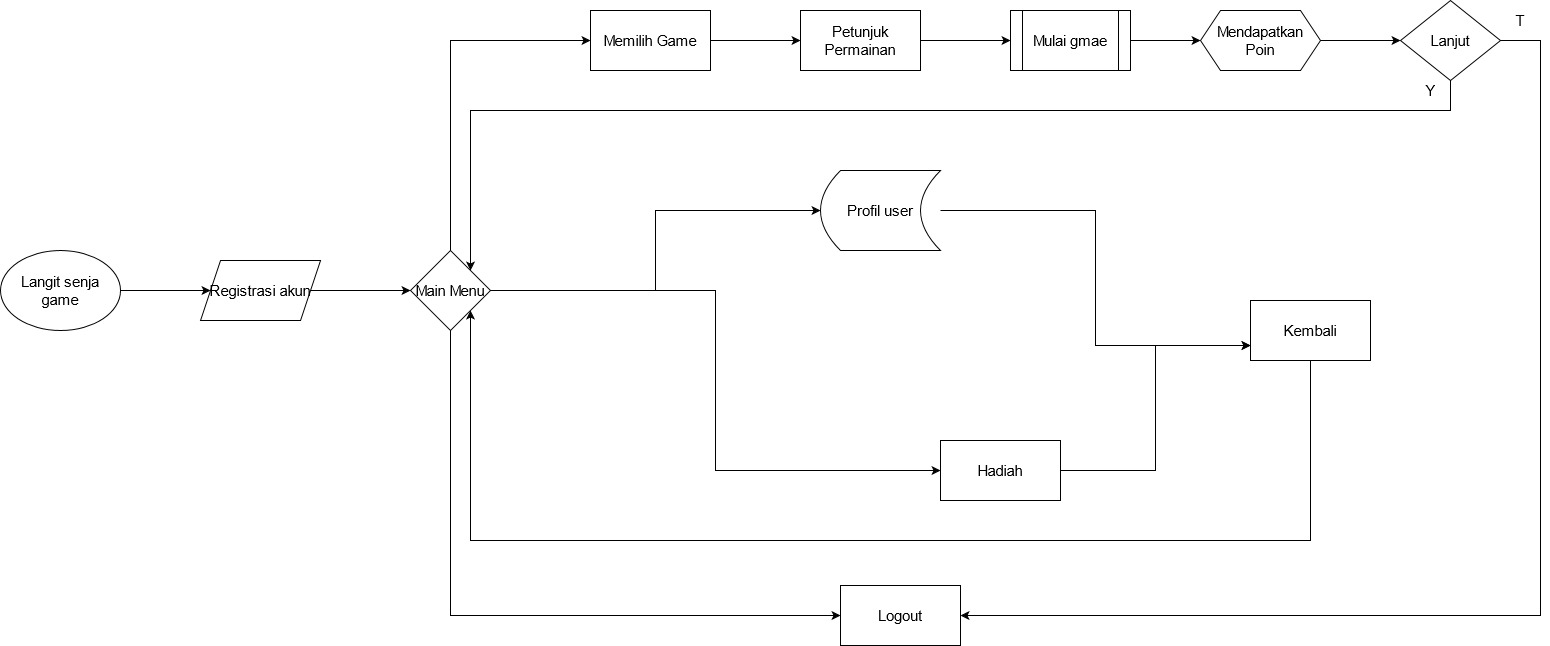 Memilih Game
Petunjuk
Permainan
Mulai gmae
Mendapatkan
Poin
Lanjut
T
Y
Profil user
Langit senja
game
Registrasi akun
Main Menu
Kembali
Hadiah
Logout